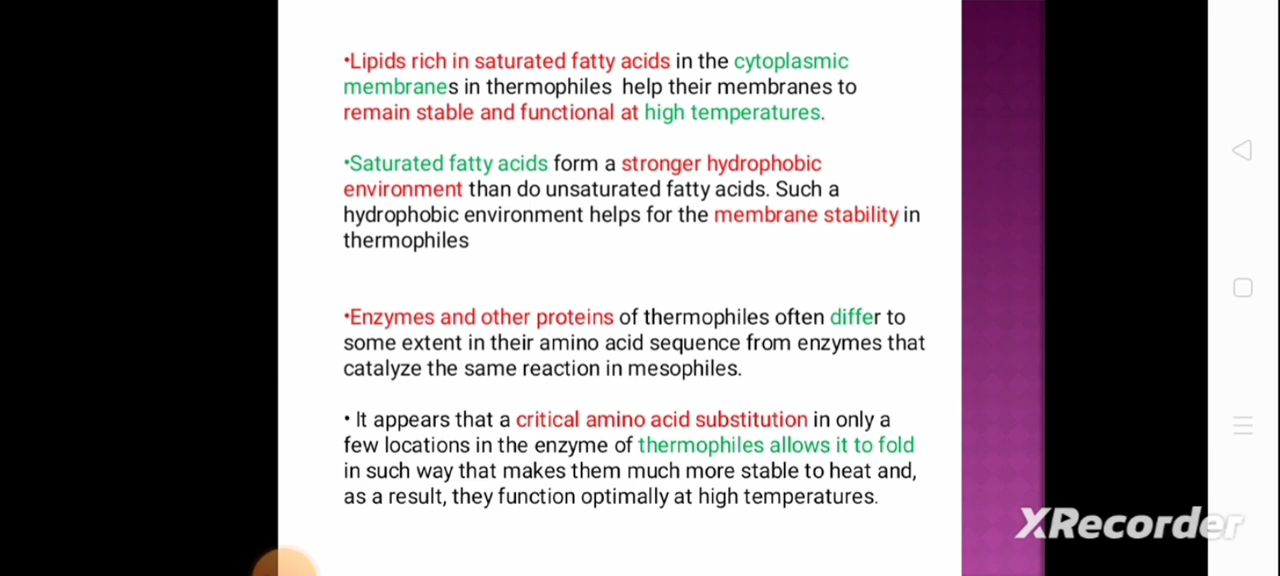 •Lipids rich in saturated fatty acids in the cytoplasmic
membranes in thermophiles help their membranes to
remain stable and functional at high temperatures.
•Saturated fatty acids form a stronger hydrophobic
environment than do unsaturated fatty acids. Such a
hydrophobic environment helps for the membrane stability in
thermophiles
•Enzymes and other proteins of thermophiles often differ to
some extent in their amino acid sequence from enzymes that
catalyze the same reaction in mesophiles.
• It appears that a critical amino acid substitution in only a
few locations in the enzyme of thermophiles allows it to fold
in such way that makes them much more stable to heat and,
as a result, they function optimally at high temperatures.
XRecorder